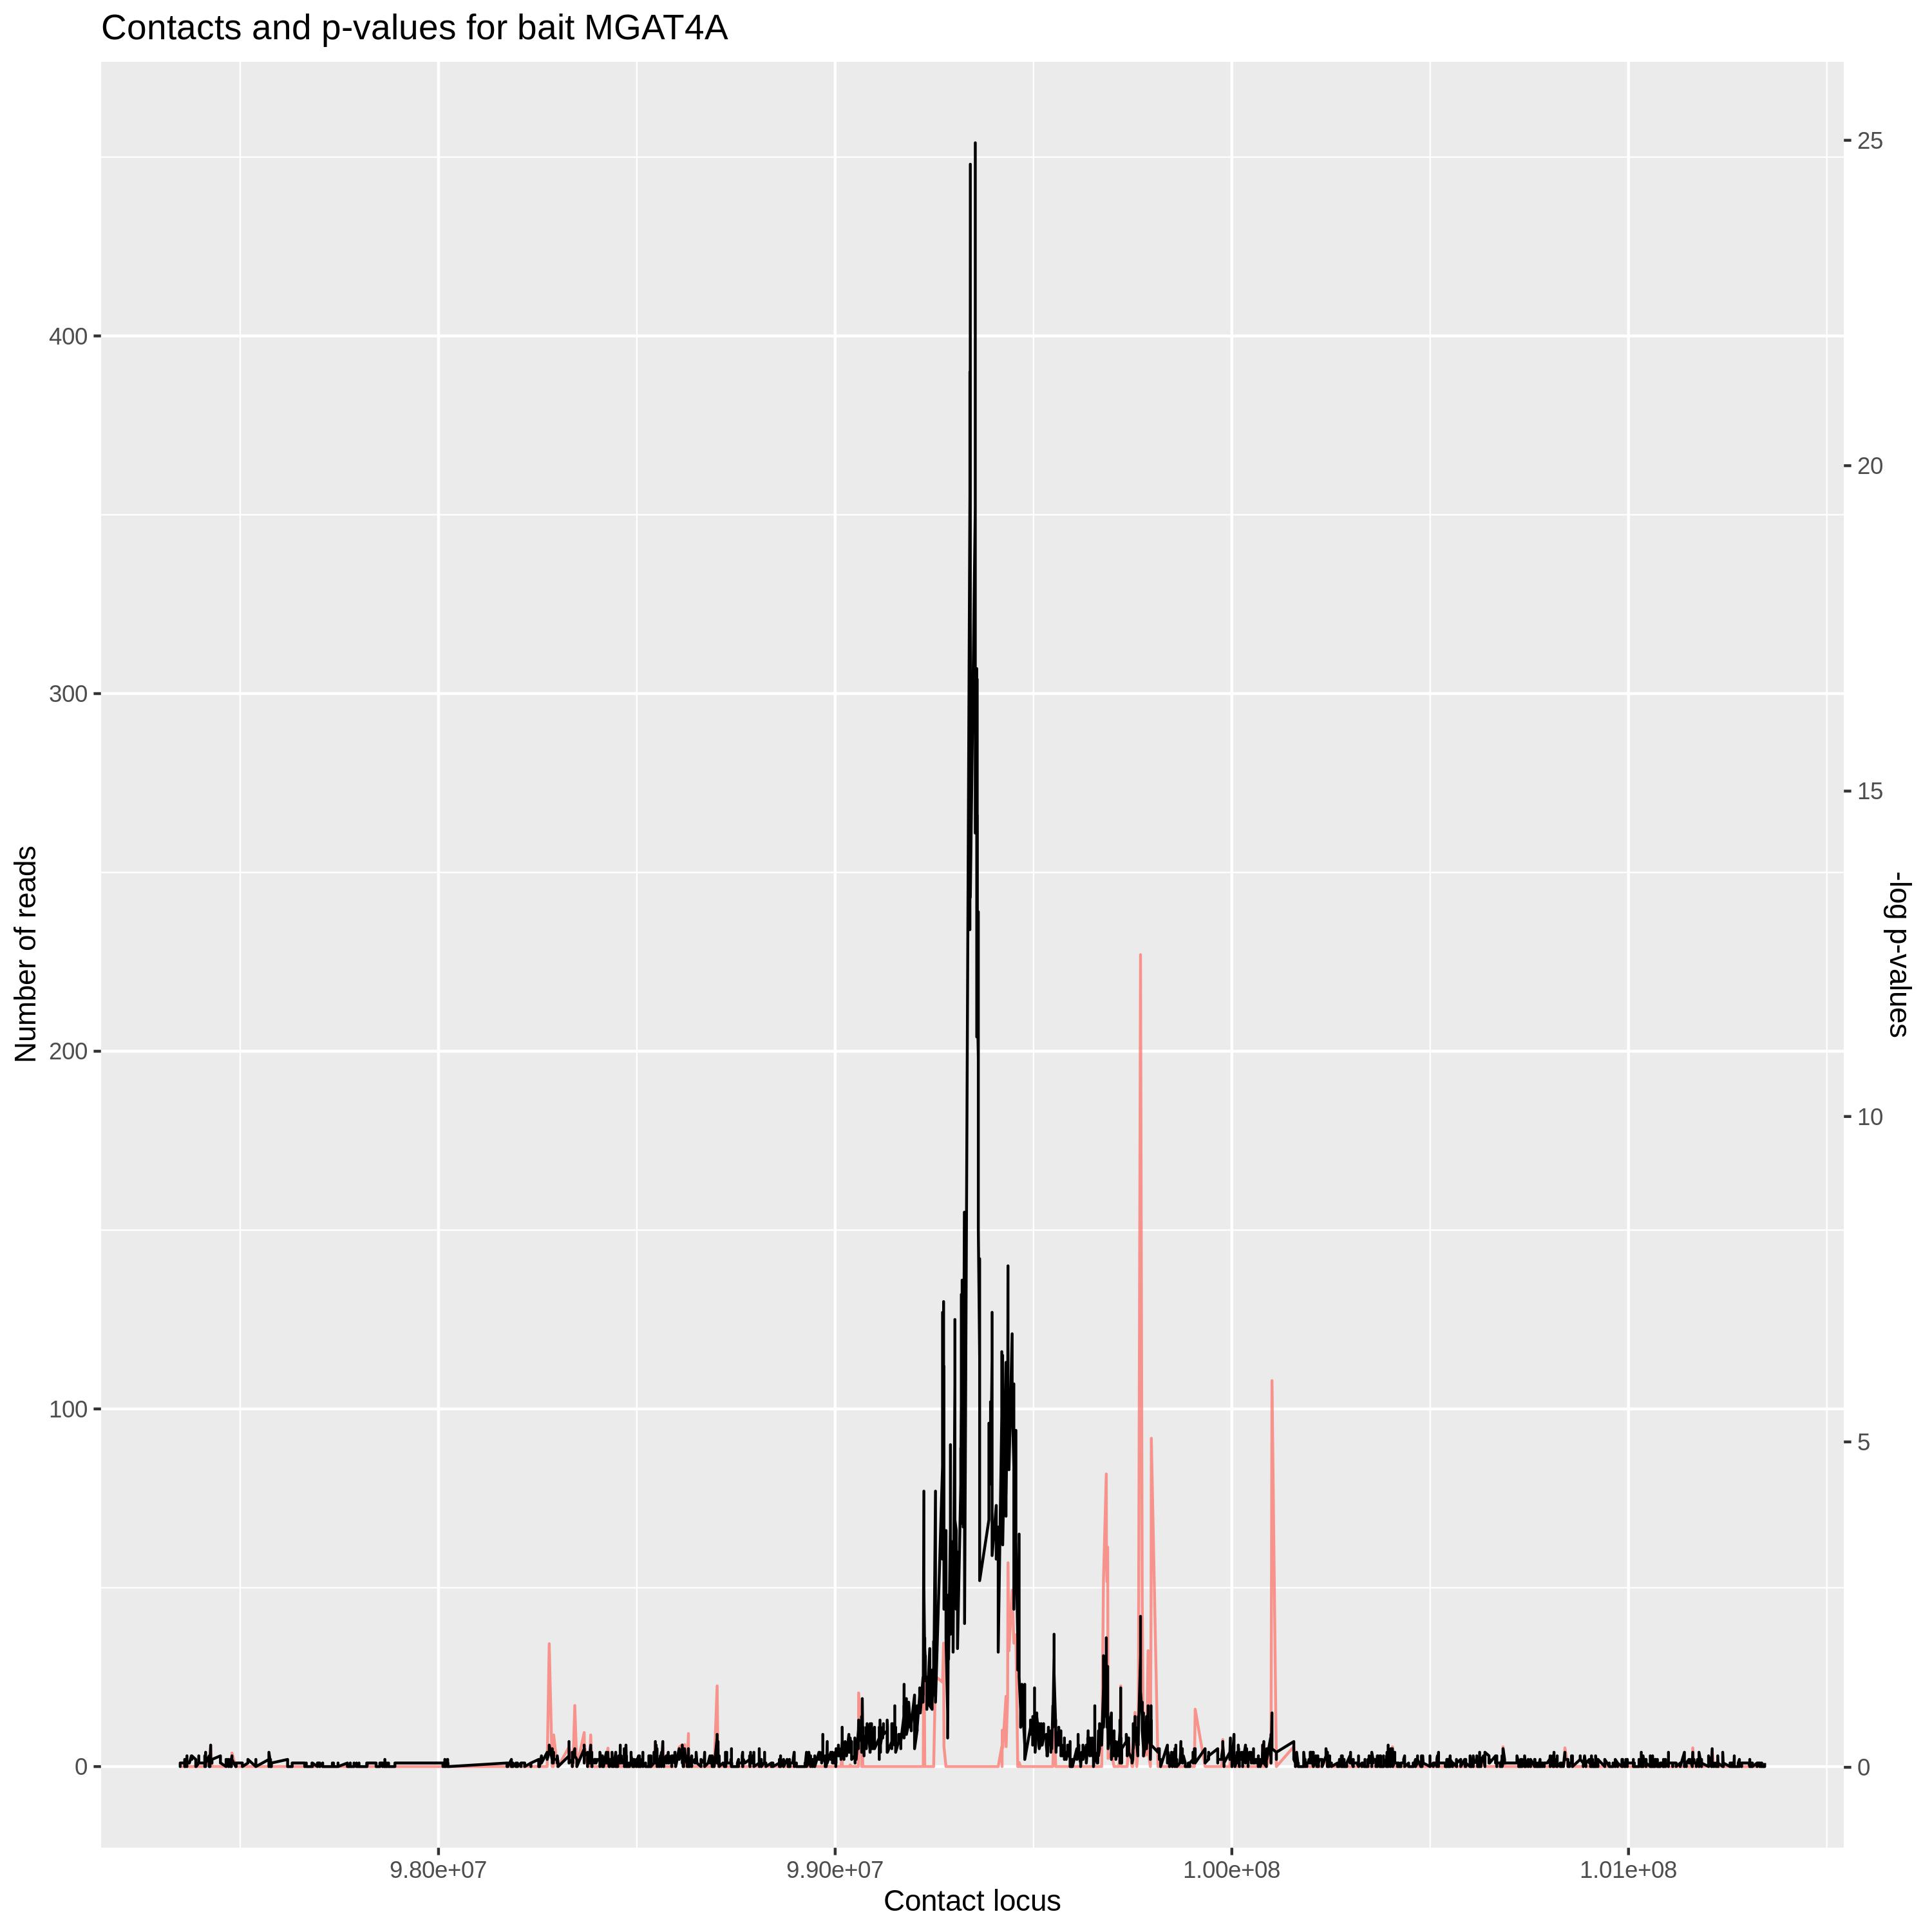 Contacts and p-values for bait MGAT4A
25
400
20
300
15
Number of reads
-log p-values
200
10
100
5
0
0
9.80e+07
9.90e+07
1.00e+08
1.01e+08
Contact locus